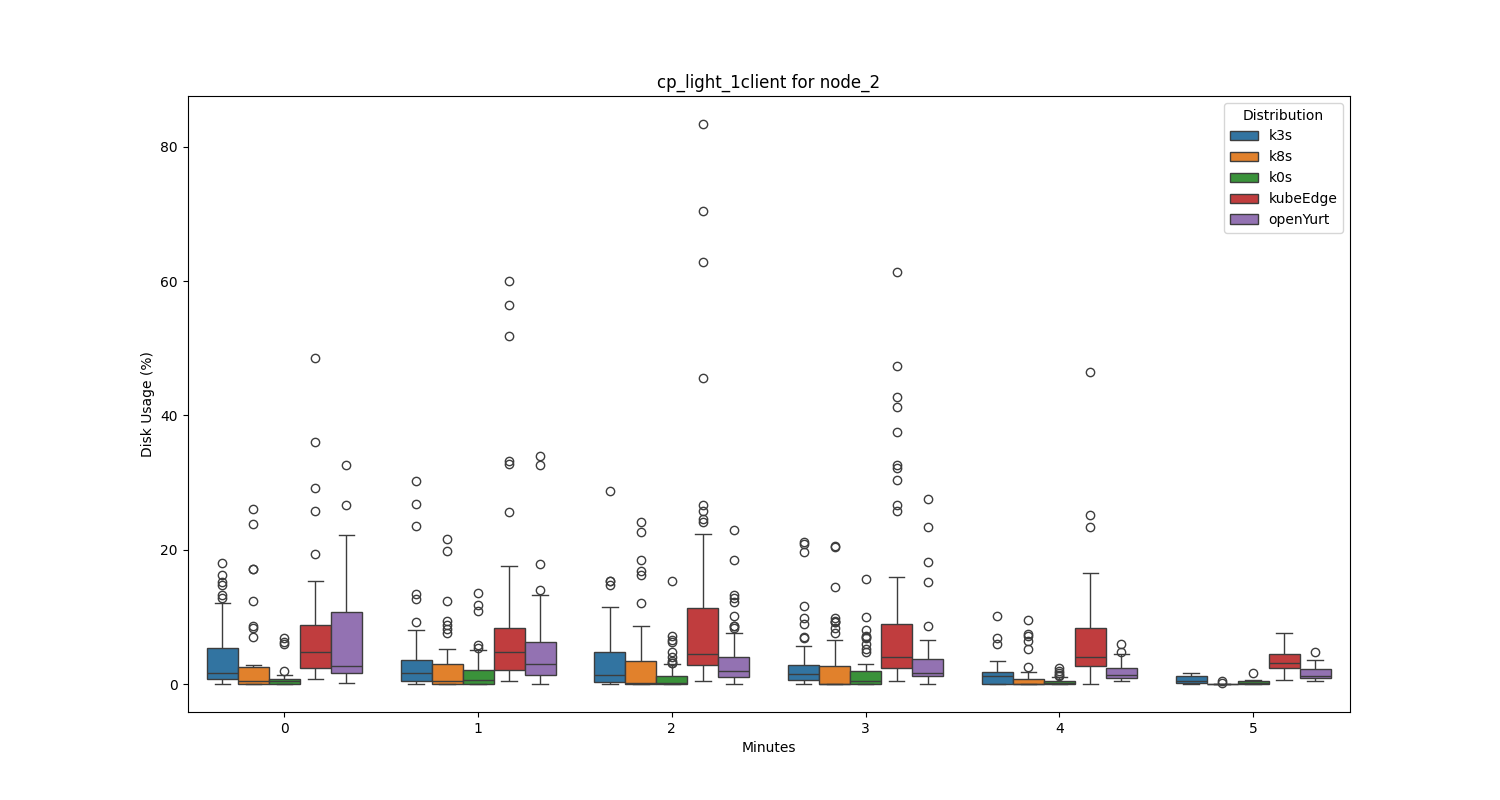 cp_light_1client for node_2
Disk Usage (%)
80
60
40
20
0
0 1 2 3 4 5
Minutes
Distribution
k3s
k8s
k0s
kubeEdge
openYurt